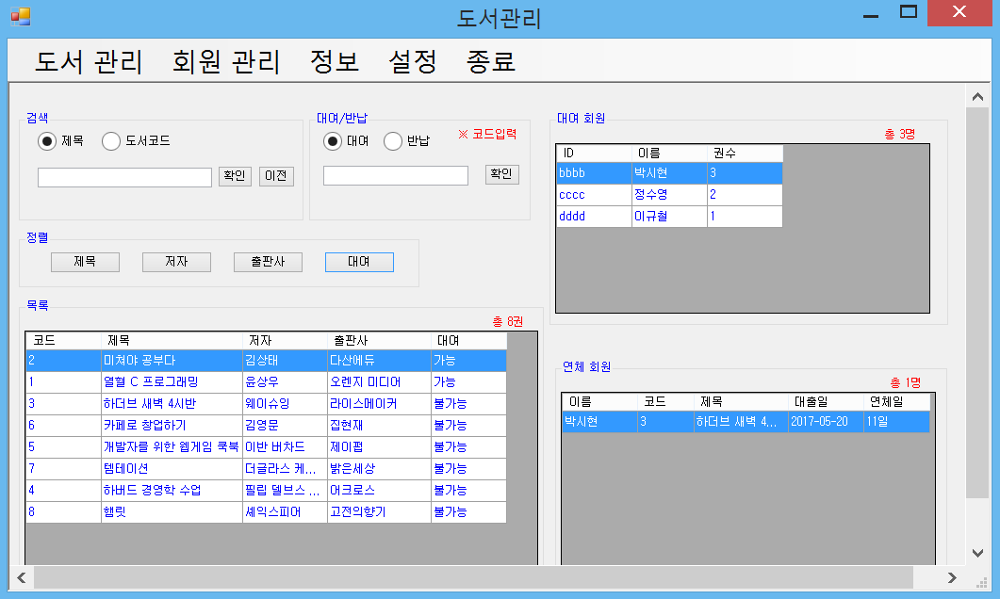 도서관리
도서 관리 회원 관리 정보 설정 종료
검색
제목 도서코드
확인 이전
대여/반납
※ 코드입력
대여 반납
확인
정렬
제목 저자 출판사 대여
목록
총 8권
코드 제목 저자 출판사 대여
2 미쳐야 공부다 김상태 다산에듀 가능
1 열혈 C 프로그래밍 윤상우 오렌지 미디어 가능
3 하더브 새벽 4시반 웨이슈잉 라이스메이커 불가능
6 카페로 창업하기 김영문 집현재 불가능
5 개발자를 위한 웹게임 쿡북 이반 버차드 제이펍 불가능
7 템테이션 더글라스 케... 밝은세상 불가능
4 하버드 경영학 수업 필립 델브스 ... 어크로스 불가능
8 햄릿 셰익스피어 고전의향기 불가능
대여 회원
총 3명
ID 이름 권수
bbbb 박시현 3
cccc 정수영 2
dddd 이규철 1
연체 회원
총 1명
이름 코드 제목 대출일 연체일
박시현 3 하더브 새벽 4,... 2017-05-20 11일